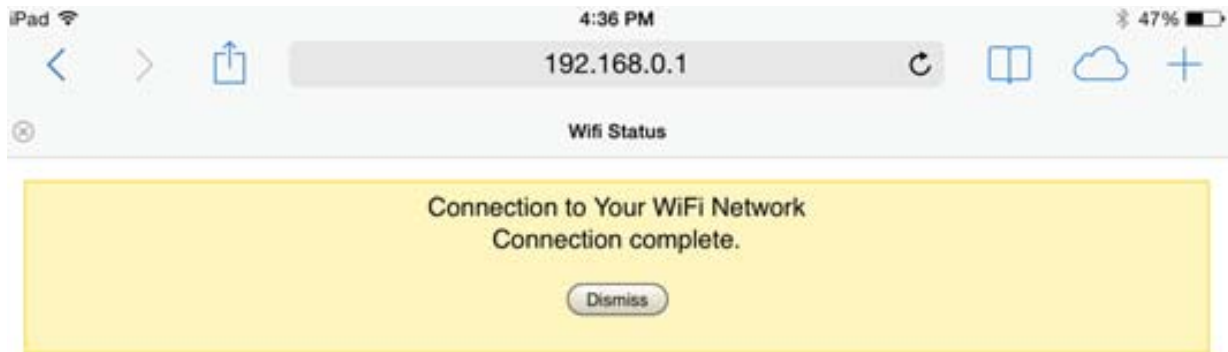 iPad 4:36 PM 47%
192.168.0.1
Wifi Status
Connection to Your WiFi Network
Connection complete.
Dismiss